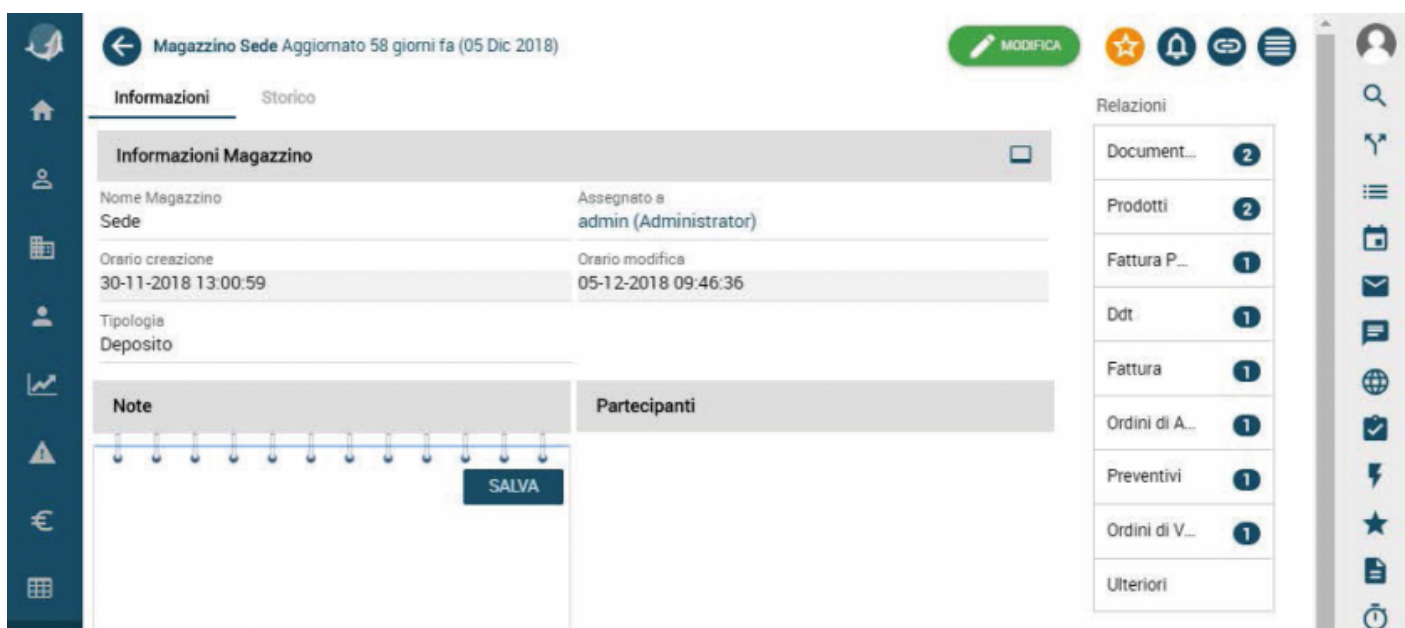 Magazzino Sede Aggiornato 58 giorni fa (05 Dic 2018)
MODIFICA
Informazioni Storico
Relazioni
Informazioni Magazzino
Nome Magazzino
Sede
Assegnato a
admin (Administrator)
Orario creazione
30-11-2018 13:00:59
Orario modifica
05-12-2018 09:46:36
Tipologia
Deposito
Note
Partecipanti
SALVA
Document... 2
Prodotti 2
Fattura P... 1
Ddt 1
Fattura 1
Ordini di A... 1
Preventivi 1
Ordini di V... 1
Ulteriori